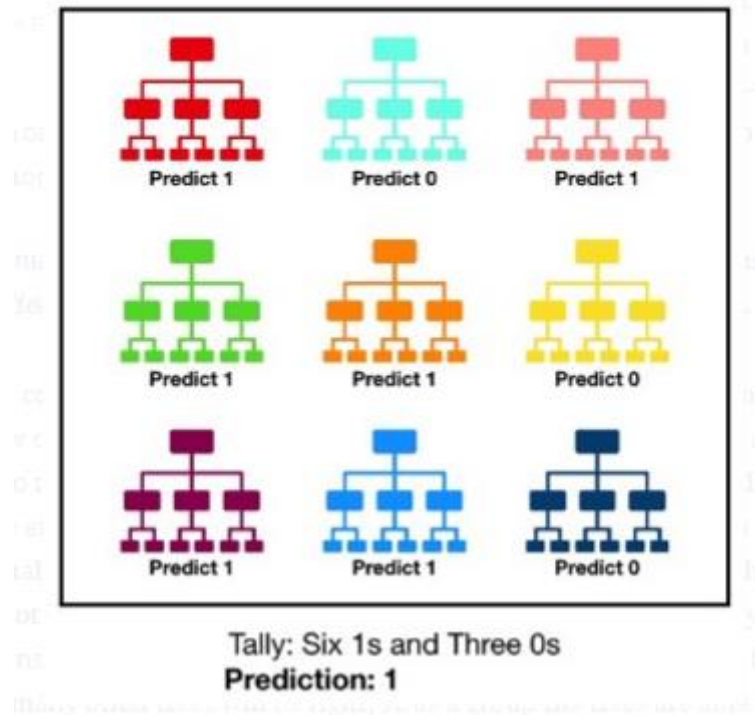 Predict 1 Predict 0 Predict 1
Predict 1 Predict 1 Predict 0
Predict 1 Predict 1 Predict 0
Tally: Six 1s and Three 0s
Prediction: 1